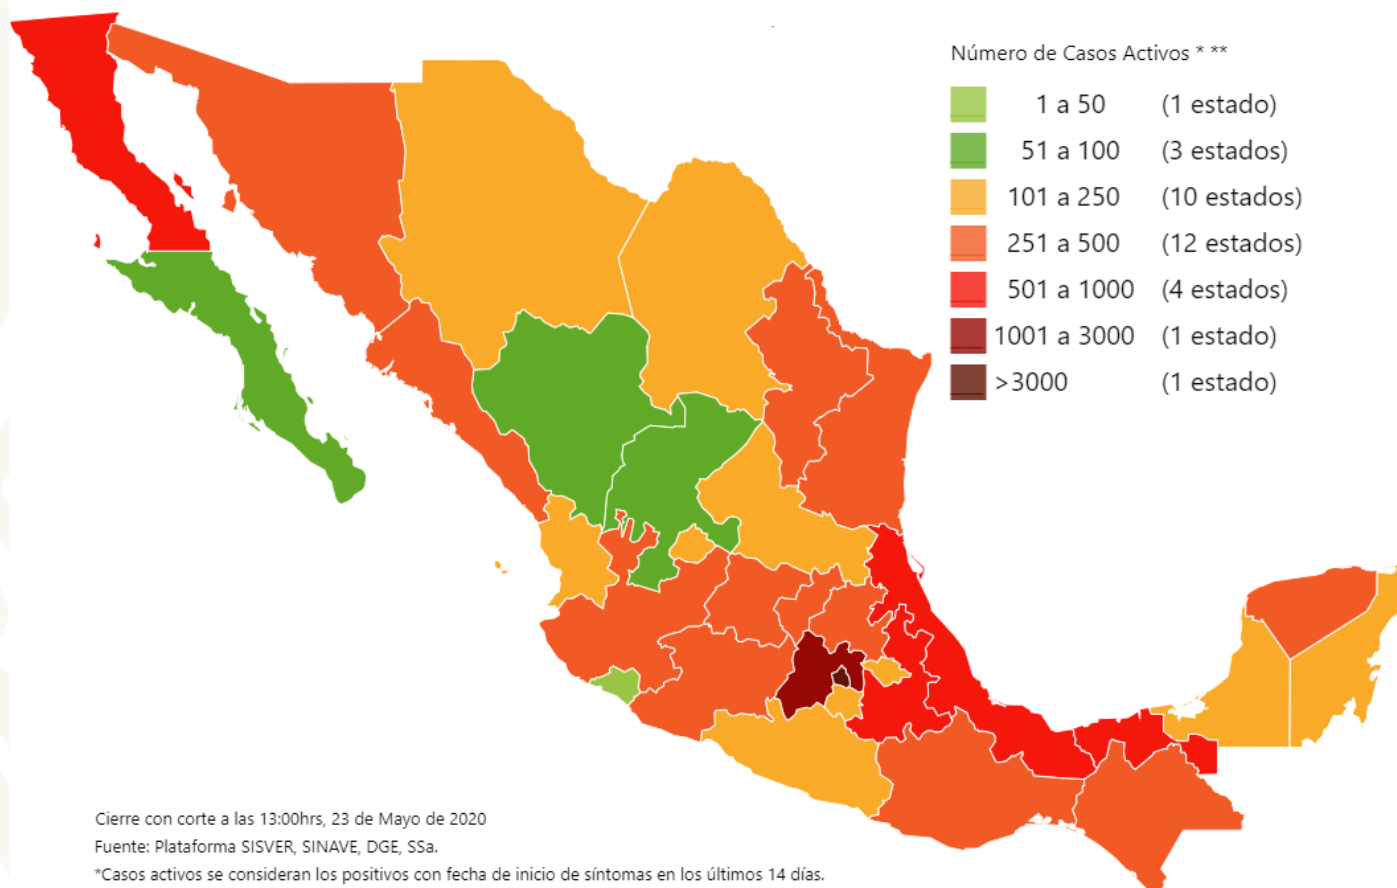 Número de Casos Activos * **
1 a 50 (1 estado)
51 a 100 (3 estados)
101 a 250 (10 estados)
251 a 500 (12 estados)
501 a 1000 (4 estados)
1001 a 3000 (1 estado)
>3000 (1 estado)
Cierre con corte a las 13:00hrs, 23 de Mayo de 2020
Fuente: Plataforma SISVER, SINAVE, DGE, SSa.
*Casos activos se consideran los positivos con fecha de inicio de síntomas en los últimos 14 días.